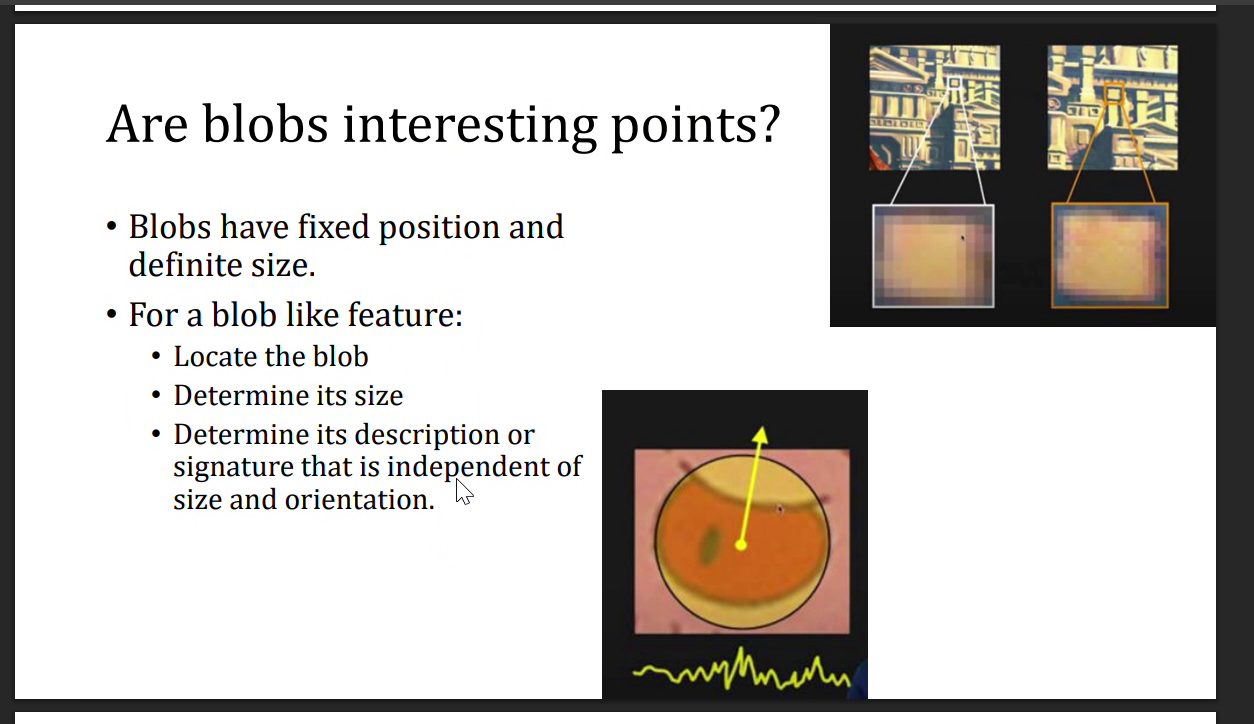 Are blobs interesting points?
• Blobs have fixed position and
definite size.
• For a blob like feature:
• Locate the blob
• Determine its size
• Determine its description or
signature that is independent of
size and orientation.